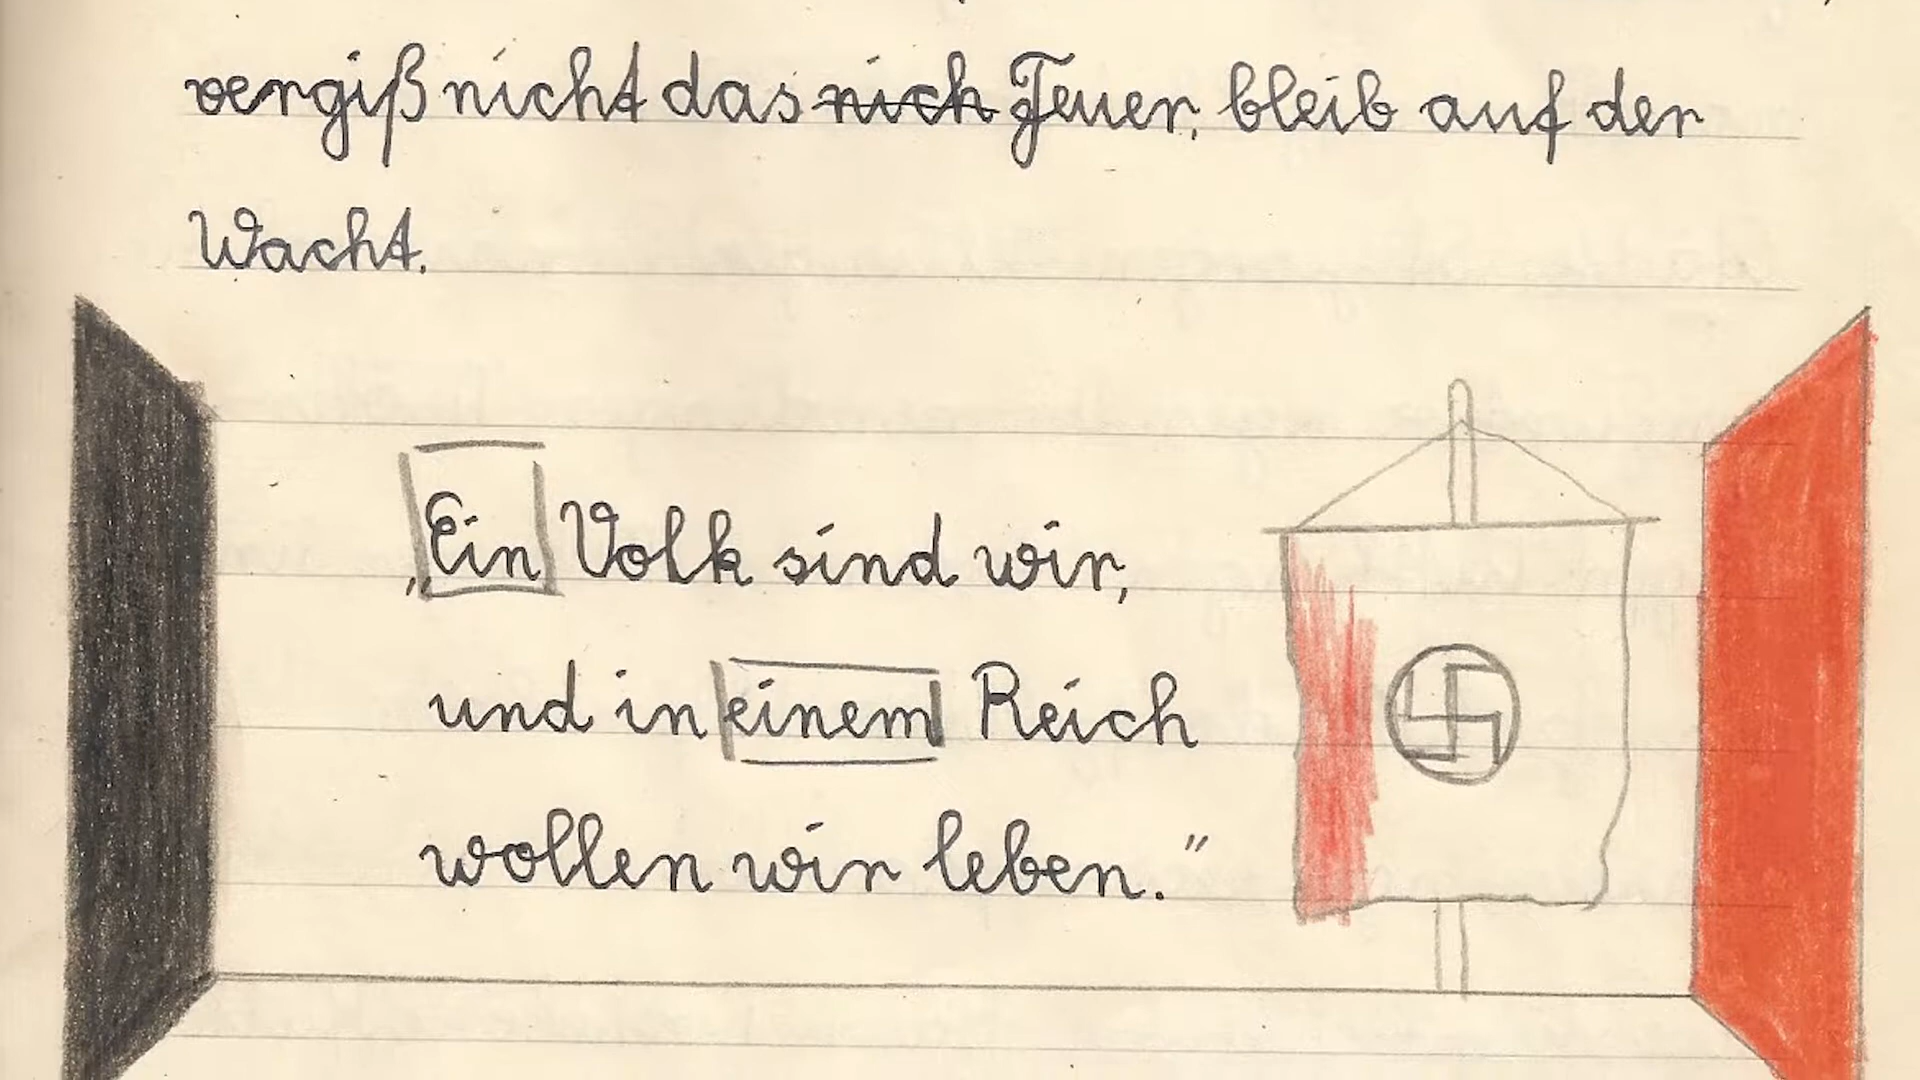 vergiß nicht das nich Feuer, bleib auf der
Wacht.
„Ein Volk sind wir,
und in einem Reich
wollen wir leben."